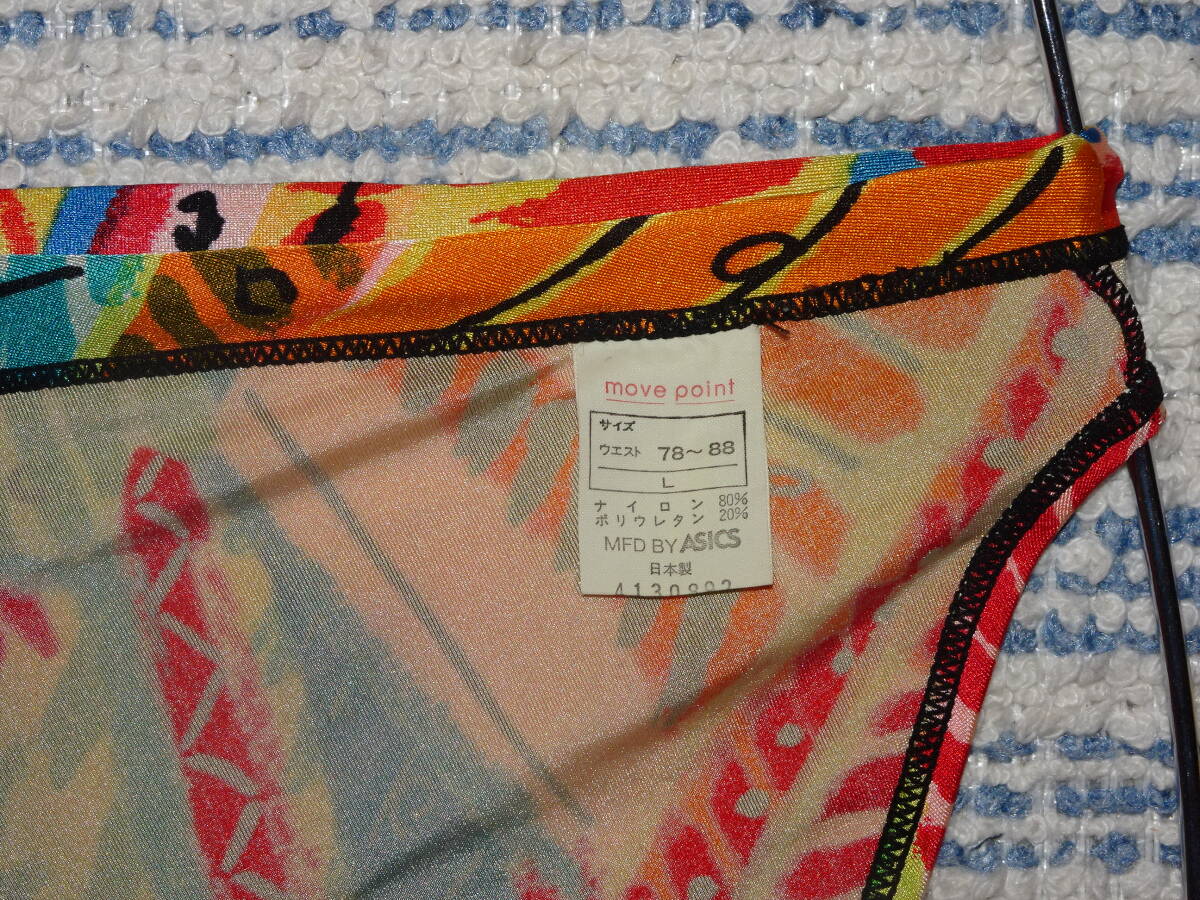 move point
サイズ
ウエスト 78～88
L
ナイロン 80%
ポリウレタン 20%
MFD BY ASICS
日本製